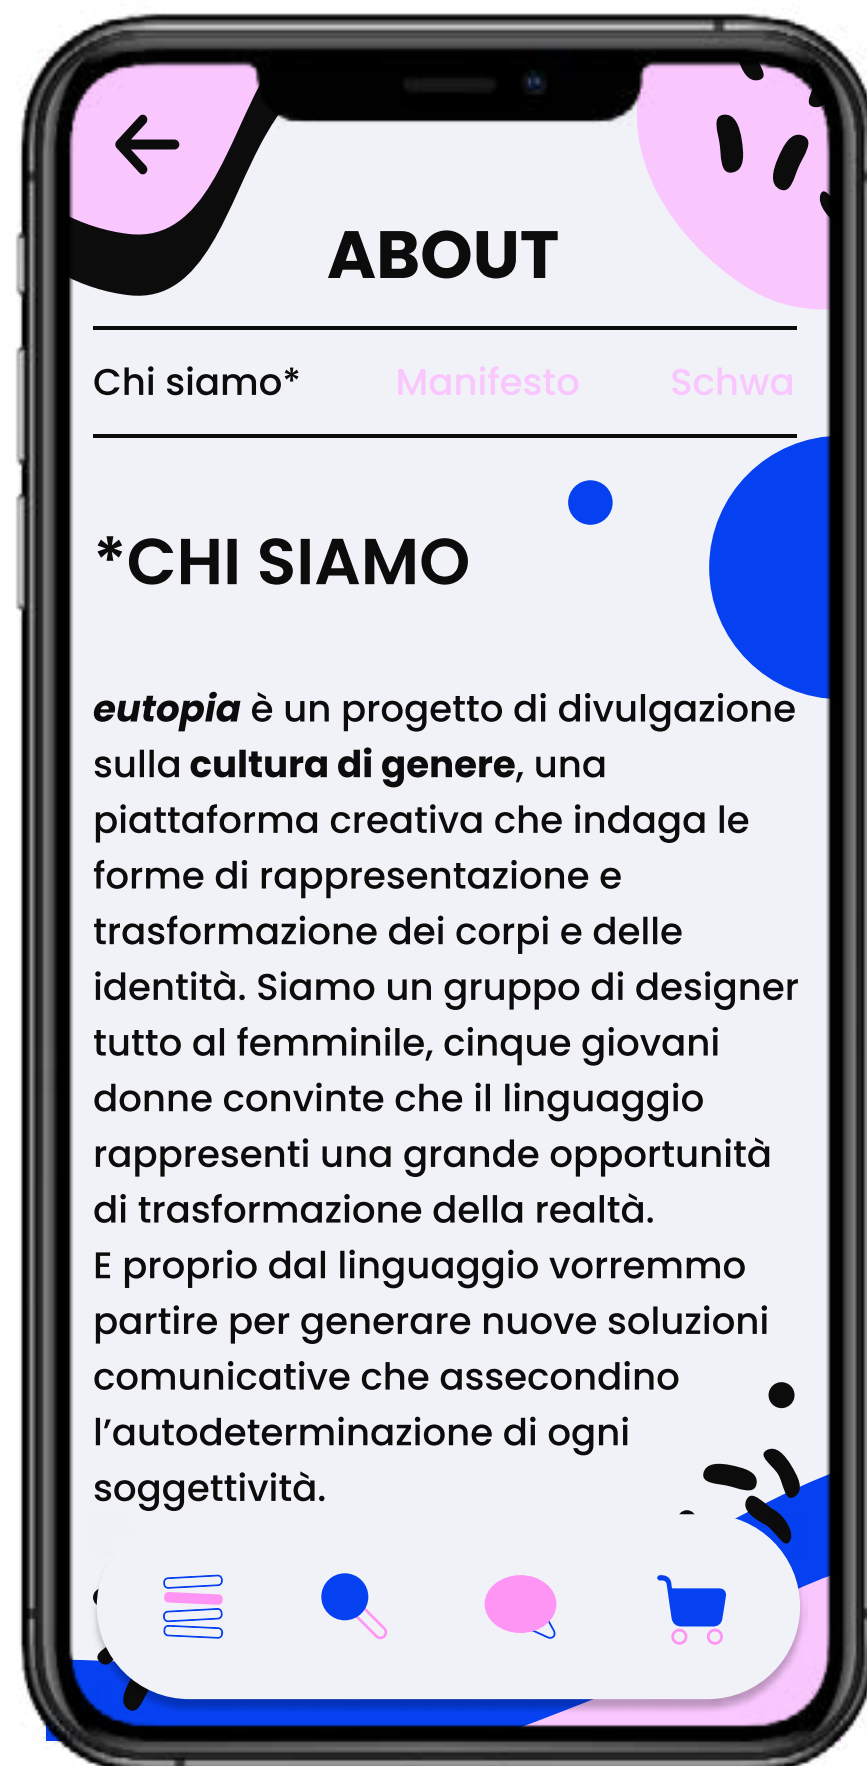 ABOUT
Chi siamo* Manifesto Schwa
*CHI SIAMO
eutopia è un progetto di divulgazione
sulla cultura di genere, una
piattaforma creativa che indaga le
forme di rappresentazione e
trasformazione dei corpi e delle
identità. Siamo un gruppo di designer
tutto al femminile, cinque giovani
donne convinte che il linguaggio
rappresenti una grande opportunità
di trasformazione della realtà.
E proprio dal linguaggio vorremmo
partire per generare nuove soluzioni
comunicative che assecondino
l’autodeterminazione di ogni
soggettività.